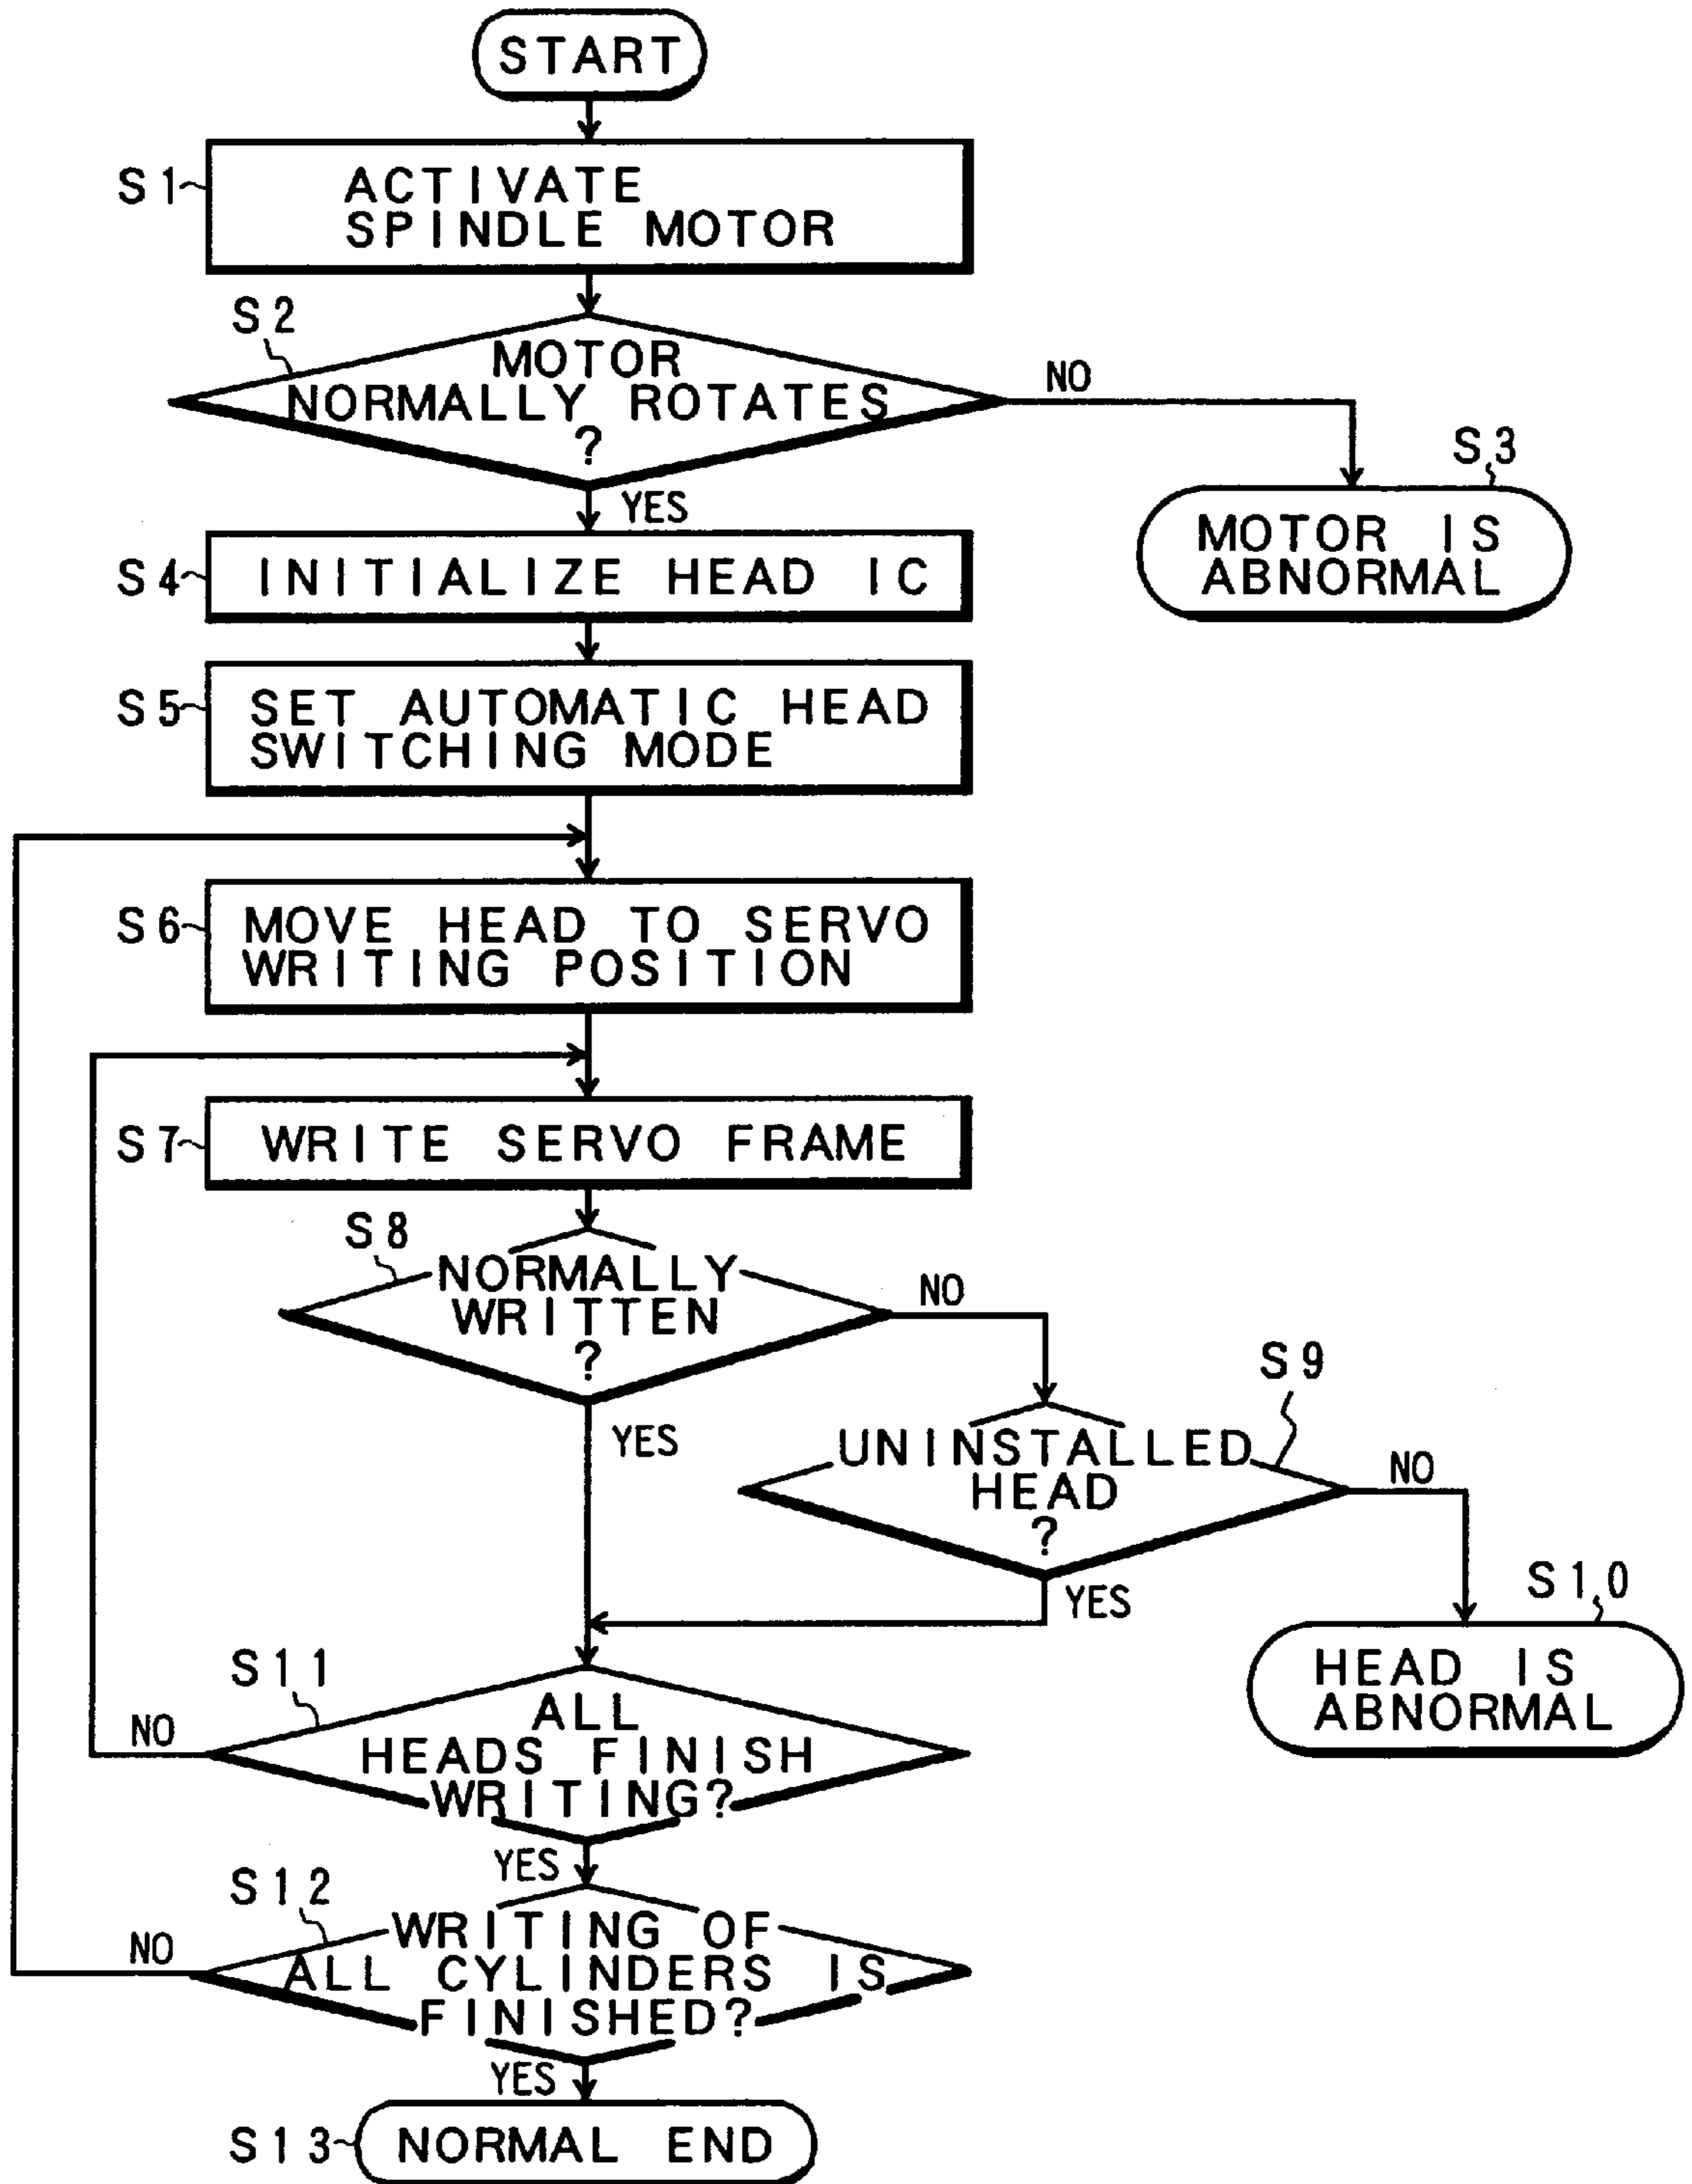 START
S1
ACTIVATE
SPINDLE MOTOR
S2
MOTOR
NORMALLY ROTATES
?
NO
S3
MOTOR IS
ABNORMAL
YES
S4
INITIALIZE HEAD IC
S5
SET AUTOMATIC HEAD
SWITCHING MODE
S6
MOVE HEAD TO SERVO
WRITING POSITION
S7
WRITE SERVO FRAME
S8
NORMALLY
WRITTEN
?
NO
YES
S9
UNINSTALLED
HEAD
?
NO
YES
S10
HEAD IS
ABNORMAL
S11
ALL
HEADS FINISH
WRITING?
NO
YES
S12
WRITING OF
ALL CYLINDERS IS
FINISHED?
NO
YES
S13
NORMAL END